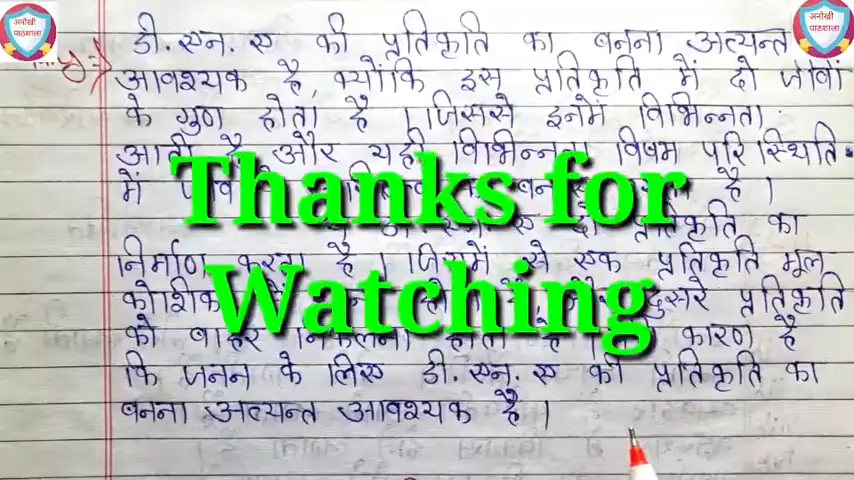 अनोखी पाठशाला
अनोखी पाठशाला
डी. एन. ए की प्रतिकृति का बनना अत्यन्त
आवश्यक है, क्योंकि इस प्रतिकृति में दो जीवों
के गुण होता है । जिससे इनमें विभिन्नता
आती है और यही विभिन्नता विषम परिस्थिति
में है ।
दो प्रतिकृति का
निर्माण करता है । जिसमें से एक प्रतिकृति मूल
दुसरे प्रतिकृति
को बाहर निकलना होता है कारण है
कि जनन के लिए डी. एन. ए की प्रतिकृति का
बनना अत्यन्त आवश्यक है ।
Thanks for
Watching